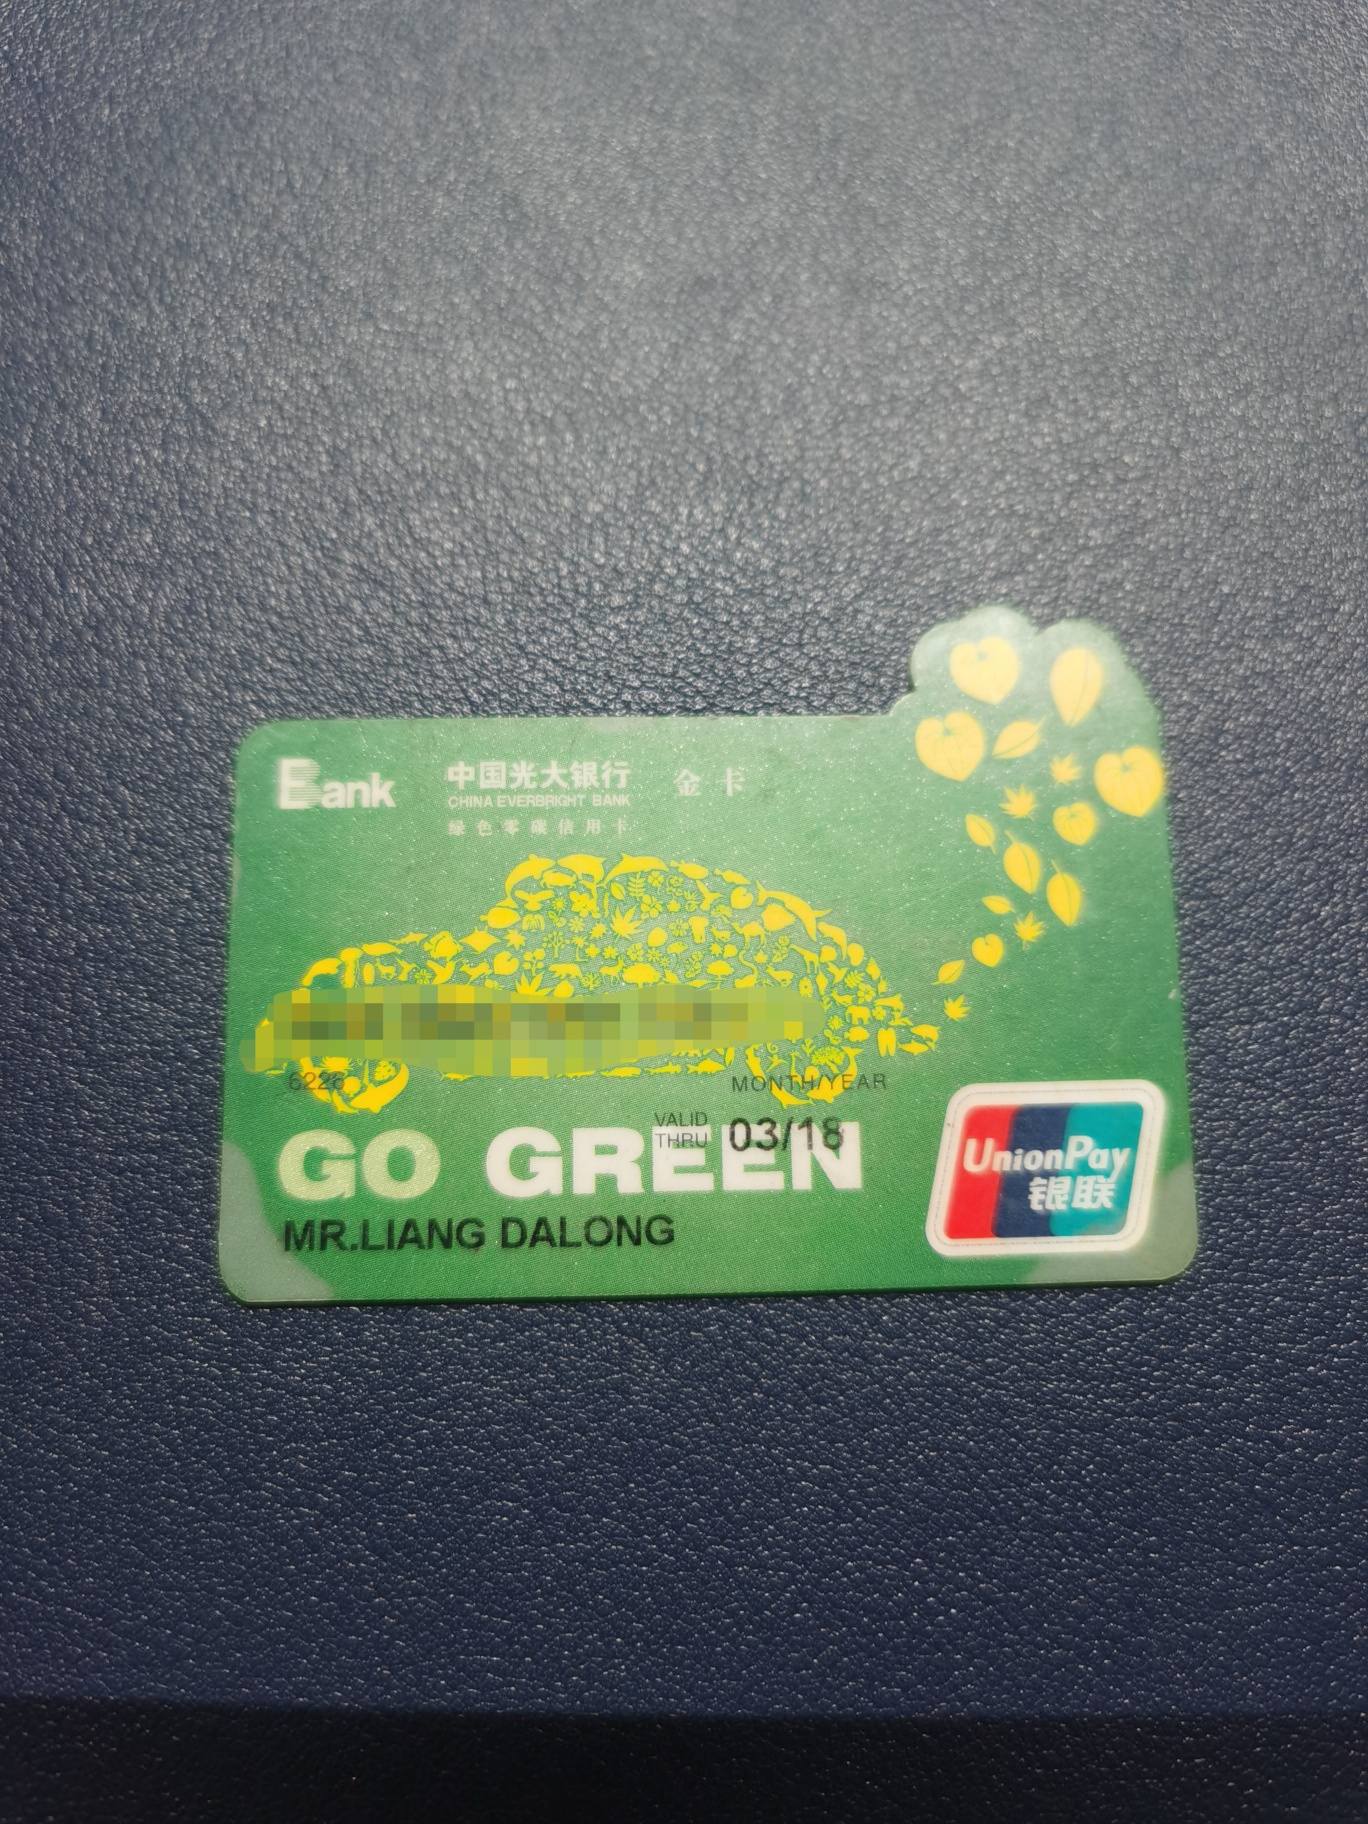 Bank 中国光大银行 金卡
CHINA EVERBRIGHT BANK
绿色零碳信用卡
6226
MONTH/YEAR
VALID THRU 03/18
GO GREEN
MR.LIANG DALONG
UnionPay
银联